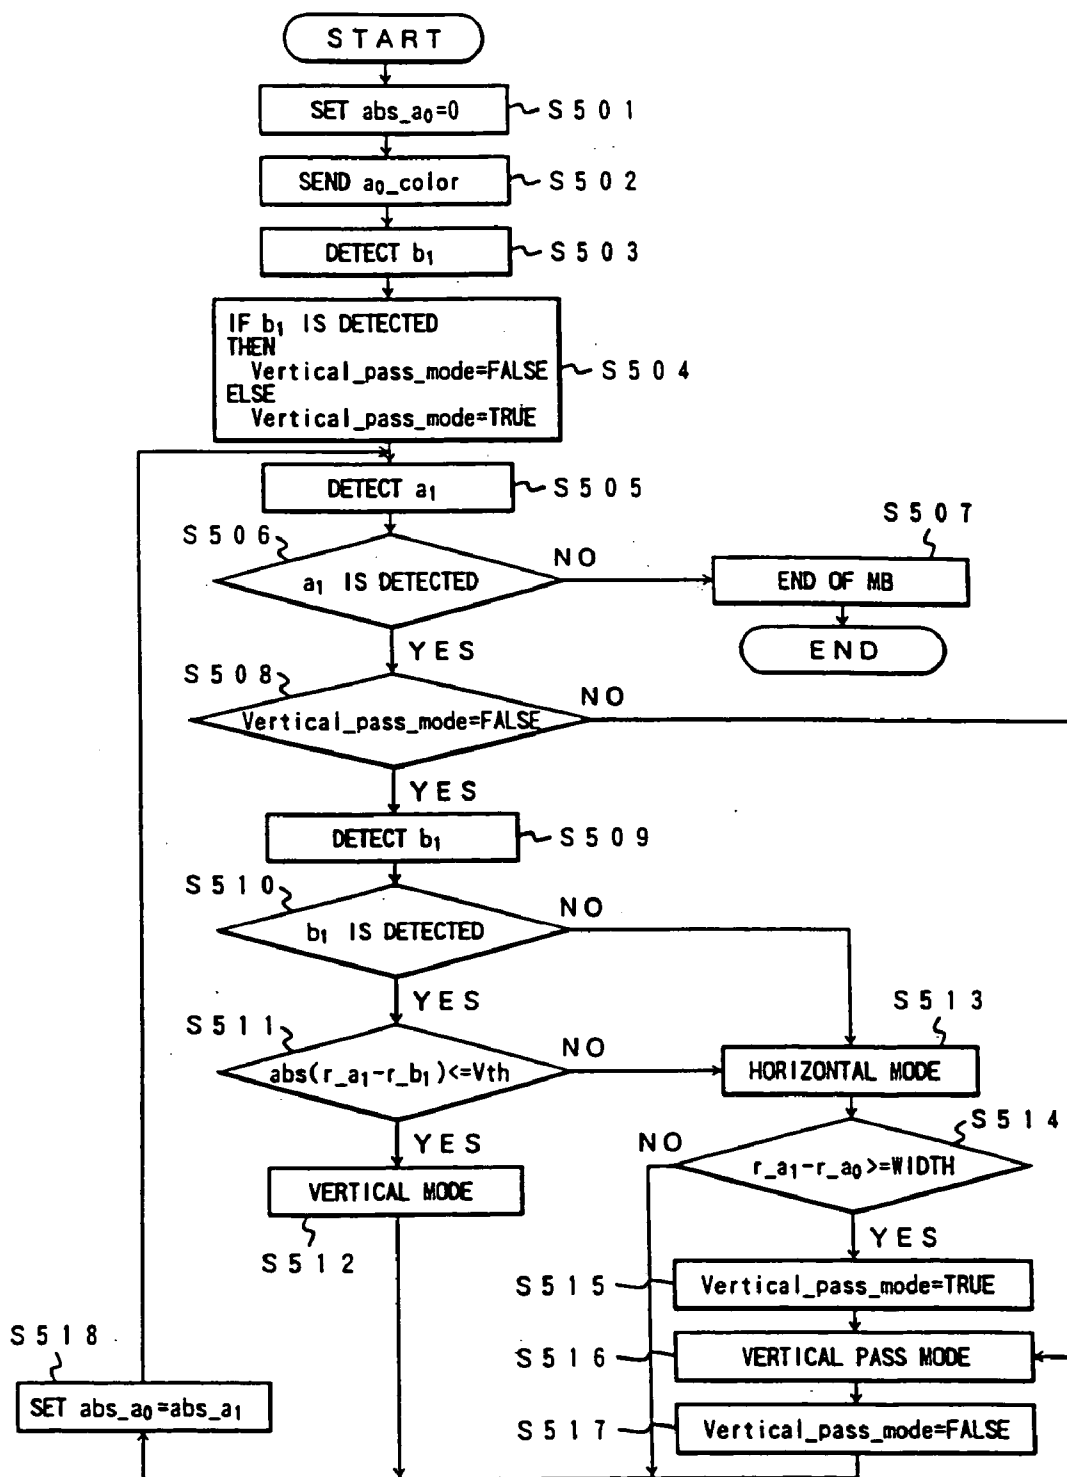 START
SET abs_a₀=0
S501
SEND a₀_color
S502
DETECT b₁
S503
IF b₁ IS DETECTED
THEN
Vertical_pass_mode=FALSE
ELSE
Vertical_pass_mode=TRUE
S504
DETECT a₁
S505
S506
a₁ IS DETECTED
NO
S507
END OF MB
END
YES
S508
Vertical_pass_mode=FALSE
NO
YES
DETECT b₁
S509
S510
b₁ IS DETECTED
NO
YES
S511
abs(r_a₁-r_b₁)<=Vth
NO
S513
HORIZONTAL MODE
YES
VERTICAL MODE
S512
S514
NO
r_a₁-r_a₀>=WIDTH
YES
S515
Vertical_pass_mode=TRUE
S516
VERTICAL PASS MODE
S517
Vertical_pass_mode=FALSE
S518
SET abs_a₀=abs_a₁